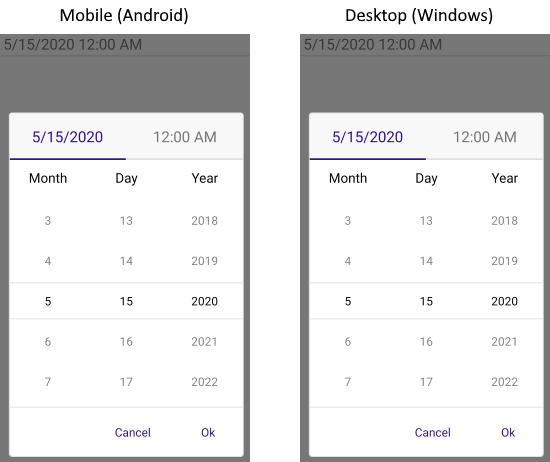 Mobile (Android)
5/15/2020 12:00 AM
5/15/2020 12:00 AM
Month Day Year
3 13 2018
4 14 2019
5 15 2020
6 16 2021
7 17 2022
Cancel Ok
Desktop (Windows)
5/15/2020 12:00 AM
5/15/2020 12:00 AM
Month Day Year
3 13 2018
4 14 2019
5 15 2020
6 16 2021
7 17 2022
Cancel Ok